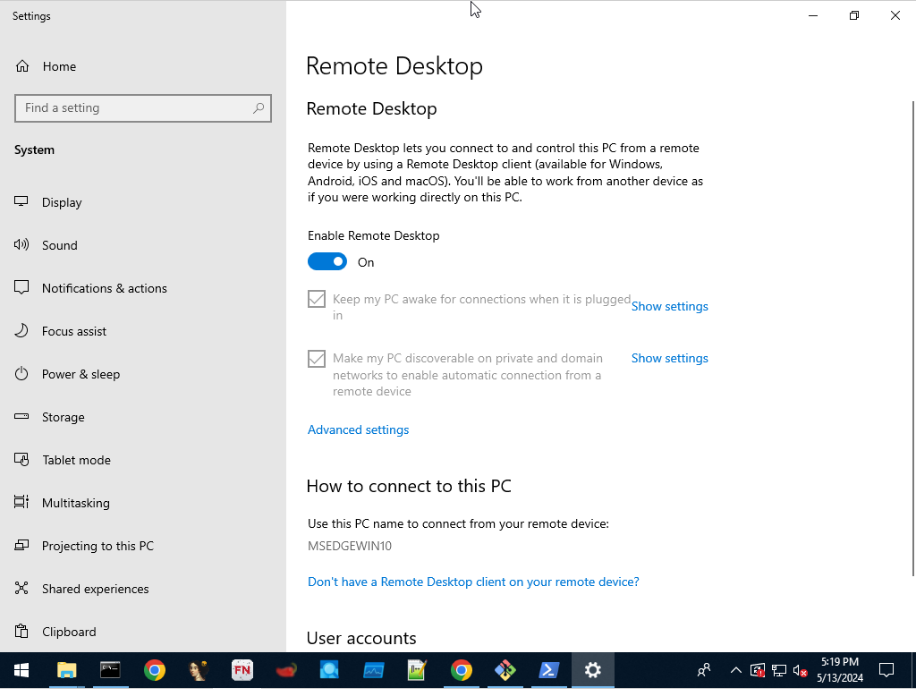 Settings
Home
Find a setting
System
Display
Sound
Notifications & actions
Focus assist
Power & sleep
Storage
Tablet mode
Multitasking
Projecting to this PC
Shared experiences
Clipboard
Remote Desktop
Remote Desktop
Remote Desktop lets you connect to and control this PC from a remote
device by using a Remote Desktop client (available for Windows,
Android, iOS and macOS). You'll be able to work from another device as
if you were working directly on this PC.
Enable Remote Desktop
On
Keep my PC awake for connections when it is plugged
in
Show settings
Make my PC discoverable on private and domain
networks to enable automatic connection from a
remote device
Show settings
Advanced settings
How to connect to this PC
Use this PC name to connect from your remote device:
MSEDGEWIN10
Don't have a Remote Desktop client on your remote device?
User accounts
FN
5:19 PM
5/13/2024